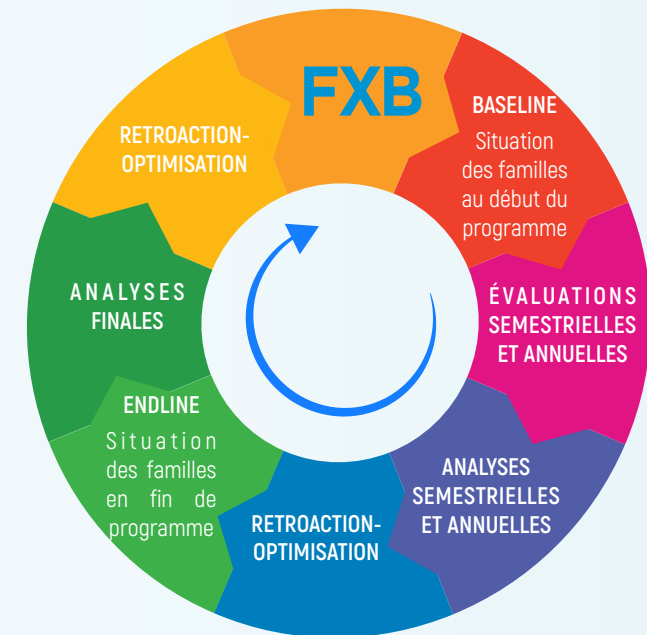 FXB
BASELINE
Situation
des familles
au début du
programme
ÉVALUATIONS
SEMESTRIELLES
ET ANNUELLES
ANALYSES
SEMESTRIELLES
ET ANNUELLES
RETROACTION-
OPTIMISATION
ENDLINE
Situation
des familles
en fin de
programme
ANALYSES
FINALES
RETROACTION-
OPTIMISATION